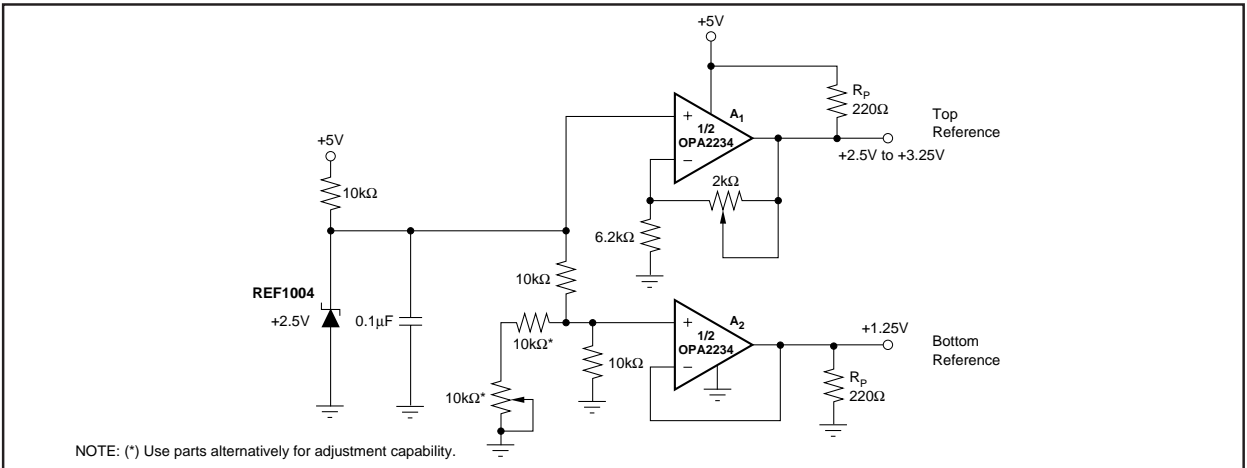 +5V
R_P
220Ω
Top
Reference
A_1
+
1/2
OPA2234
–
+2.5V to +3.25V
+5V
10kΩ
2kΩ
6.2kΩ
10kΩ
REF1004
+2.5V
0.1µF
A_2
+
1/2
OPA2234
–
+1.25V
Bottom
Reference
10kΩ*
10kΩ
R_P
220Ω
10kΩ*
NOTE: (*) Use parts alternatively for adjustment capability.